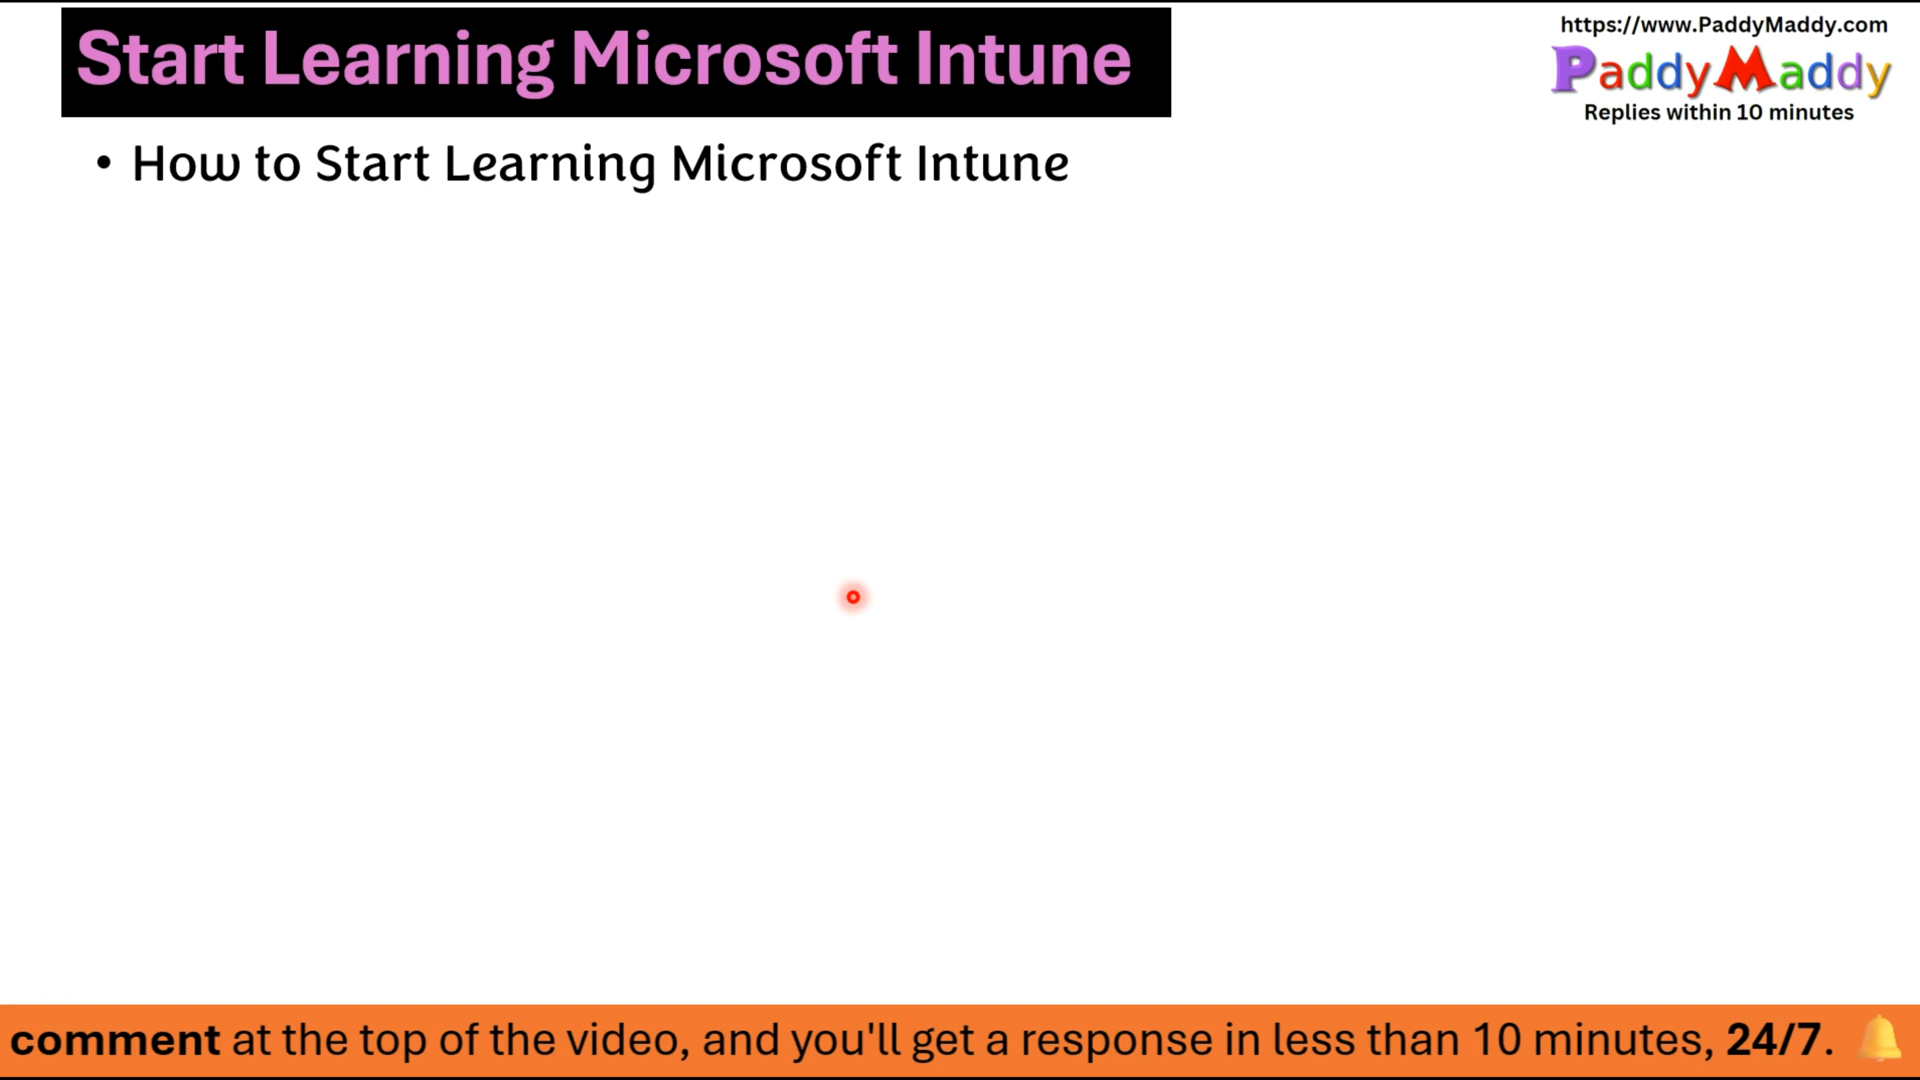 Start Learning Microsoft Intune
https://www.PaddyMaddy.com
PaddyMaddy
Replies within 10 minutes
• How to Start Learning Microsoft Intune
comment at the top of the video, and you'll get a response in less than 10 minutes, 24/7.